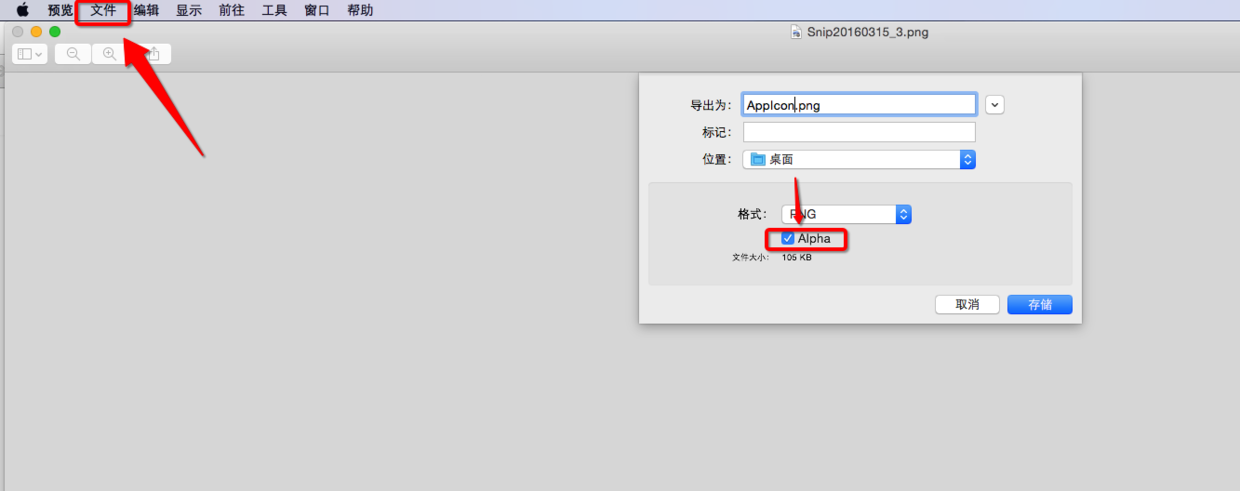 预览 文件 编辑 显示 前往 工具 窗口 帮助
Snip20160315_3.png
导出为： AppIcon.png
标记：
位置： 桌面
格式： PNG
Alpha
文件大小： 105 KB
取消 存储